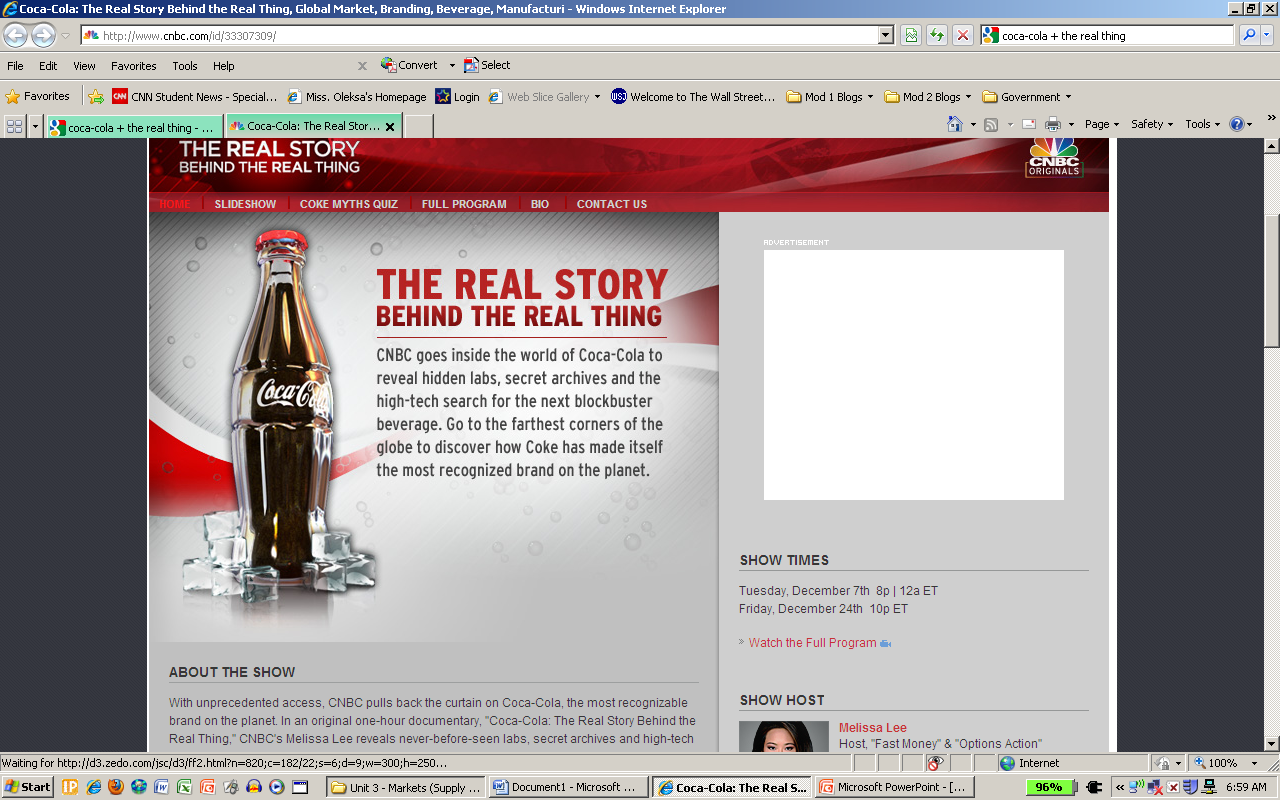 Coca-Cola: The Real Story Behind the Real Thing, Global Market, Branding, Beverage, Manufacturi - Windows Internet Explorer
http://www.cnbc.com/id/33307309/
coca-cola + the real thing
File Edit View Favorites Tools Help
x Convert Select
Favorites CNN Student News - Special... Miss. Oleksa's Homepage Login Web Slice Gallery WSJ Welcome to The Wall Street... Mod 1 Blogs Mod 2 Blogs Government
coca-cola + the real thing - ... Coca-Cola: The Real Stor... Page Safety Tools
THE REAL STORY
BEHIND THE REAL THING
CNBC
ORIGINALS
HOME SLIDESHOW COKE MYTHS QUIZ FULL PROGRAM BIO CONTACT US
ADVERTISEMENT
Coca-Cola
THE REAL STORY
BEHIND THE REAL THING
CNBC goes inside the world of Coca-Cola to
reveal hidden labs, secret archives and the
high-tech search for the next blockbuster
beverage. Go to the farthest corners of the
globe to discover how Coke has made itself
the most recognized brand on the planet.
SHOW TIMES
Tuesday, December 7th 8p | 12a ET
Friday, December 24th 10p ET
» Watch the Full Program
ABOUT THE SHOW
With unprecedented access, CNBC pulls back the curtain on Coca-Cola, the most recognizable
brand on the planet. In an original one-hour documentary, "Coca-Cola: The Real Story Behind the
Real Thing," CNBC's Melissa Lee reveals never-before-seen labs, secret archives and high-tech
SHOW HOST
Melissa Lee
Host, "Fast Money" & "Options Action"
Waiting for http://d3.zedo.com/jsc/d3/ff2.html?n=820;c=182/22;s=6;d=9;w=300;h=250... Internet 100%
Start Unit 3 - Markets (Supply ... Document1 - Microsoft ... Coca-Cola: The Real S... Microsoft PowerPoint - [... 96% 6:59 AM